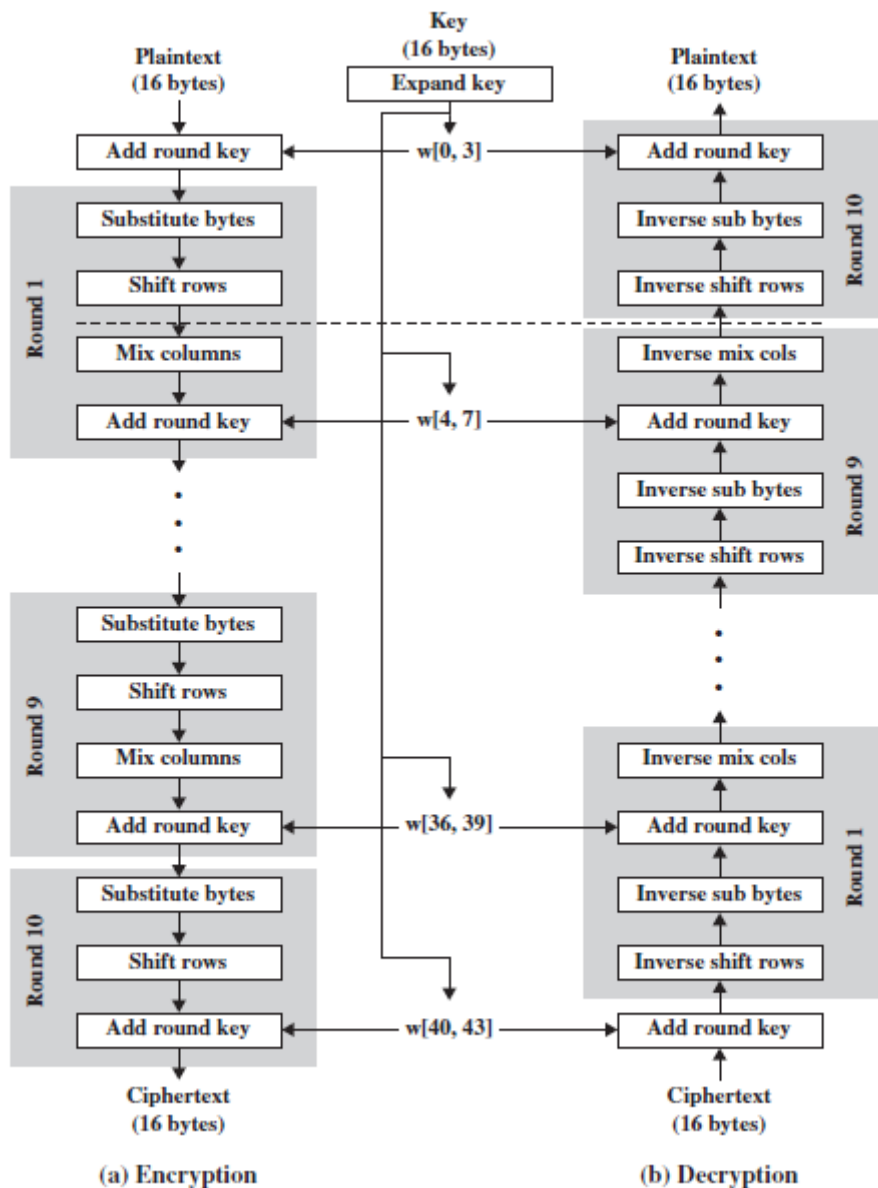 Key
(16 bytes)
Plaintext
(16 bytes)
Expand key
Plaintext
(16 bytes)
Add round key
w[0, 3]
Add round key
Round 1
Substitute bytes
Shift rows
Mix columns
Add round key
w[4, 7]
Inverse sub bytes
Inverse shift rows
Round 10
Inverse mix cols
Add round key
Inverse sub bytes
Inverse shift rows
Round 9
Round 9
Substitute bytes
Shift rows
Mix columns
Add round key
w[36, 39]
Inverse mix cols
Add round key
Inverse sub bytes
Inverse shift rows
Round 1
Round 10
Substitute bytes
Shift rows
Add round key
w[40, 43]
Add round key
Ciphertext
(16 bytes)
Ciphertext
(16 bytes)
(a) Encryption
(b) Decryption